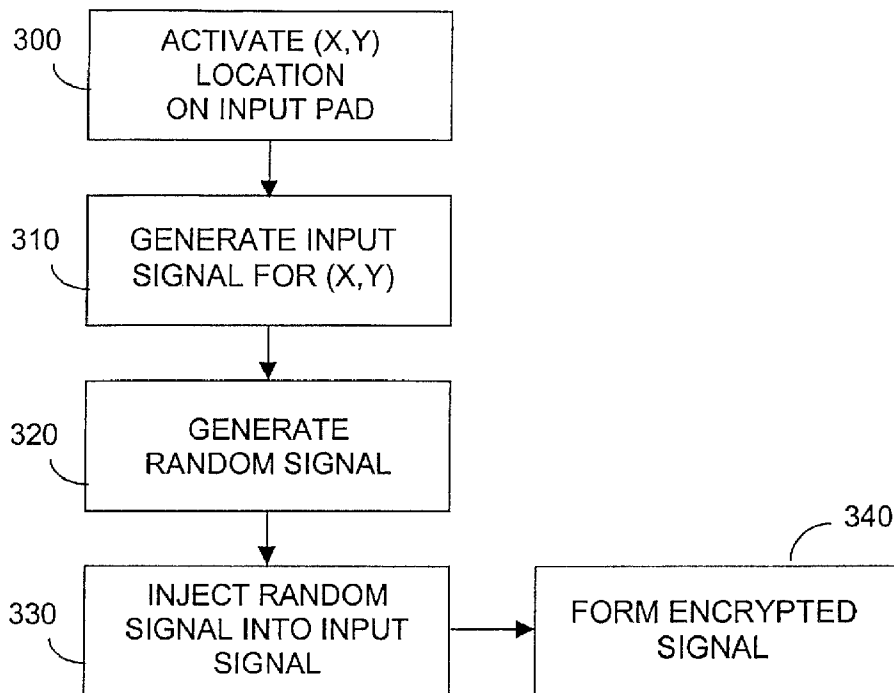 300
ACTIVATE (X,Y)
LOCATION
ON INPUT PAD
310
GENERATE INPUT
SIGNAL FOR (X,Y)
320
GENERATE
RANDOM SIGNAL
330
INJECT RANDOM
SIGNAL INTO INPUT
SIGNAL
340
FORM ENCRYPTED
SIGNAL